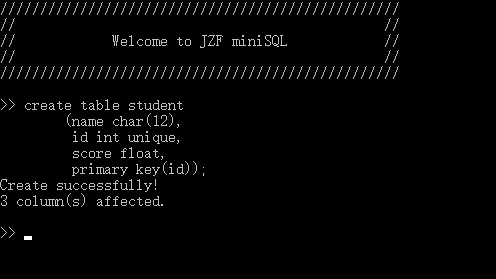 //////////////////////////////////////////////////
//                                              //
//            Welcome to JZF miniSQL            //
//                                              //
//////////////////////////////////////////////////
>> create table student
(name char(12),
id int unique,
score float,
primary key(id));
Create successfully!
3 column(s) affected.
>>